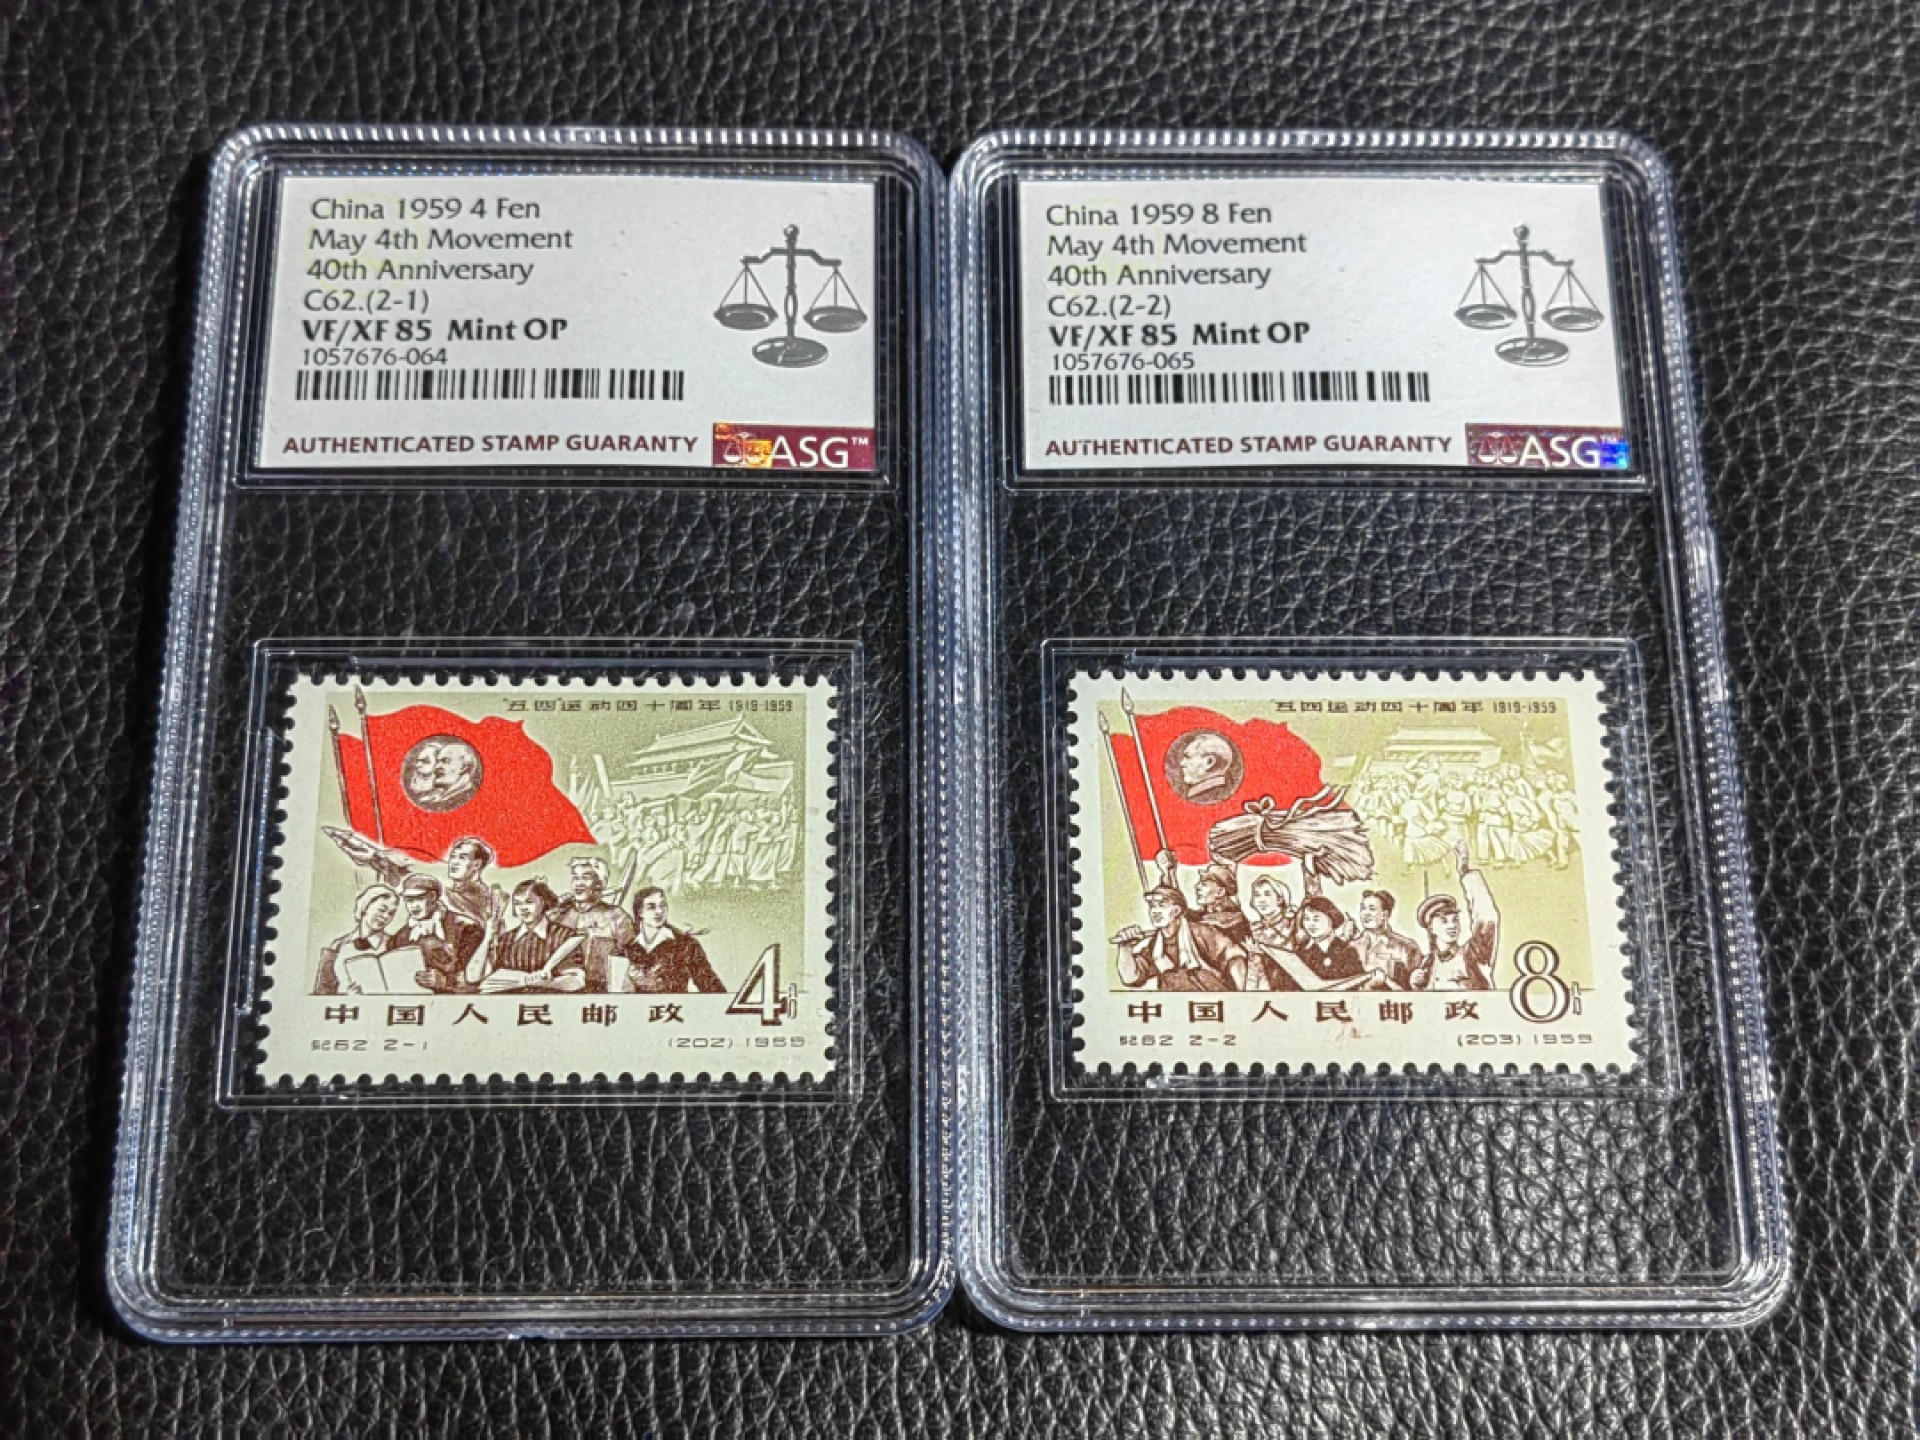 China 1959 4 Fen
May 4th Movement
40th Anniversary
C62.(2-1)
VF/XF 85 Mint OP
1057676-064
AUTHENTICATED STAMP GUARANTY
ASG™
China 1959 8 Fen
May 4th Movement
40th Anniversary
C62.(2-2)
VF/XF 85 Mint OP
1057676-065
AUTHENTICATED STAMP GUARANTY
ASG™
"五四"运动四十周年 1919-1959
4分
中国人民邮政
纪62 2-1 (202) 1959
"五四"运动四十周年 1919-1959
8分
中国人民邮政
纪62 2-2 (203) 1959